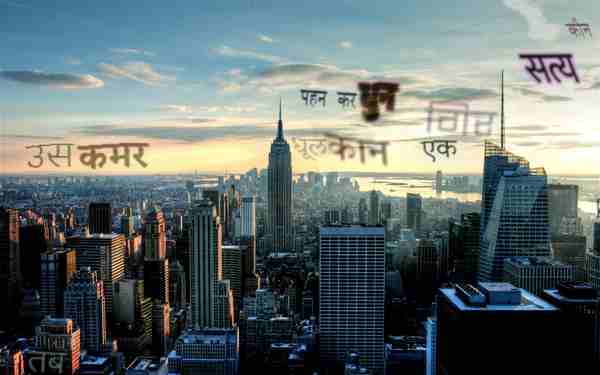 कौन
सत्य
पहन कर धुन
गिर
उस कमर
धूल कान
एक
तब